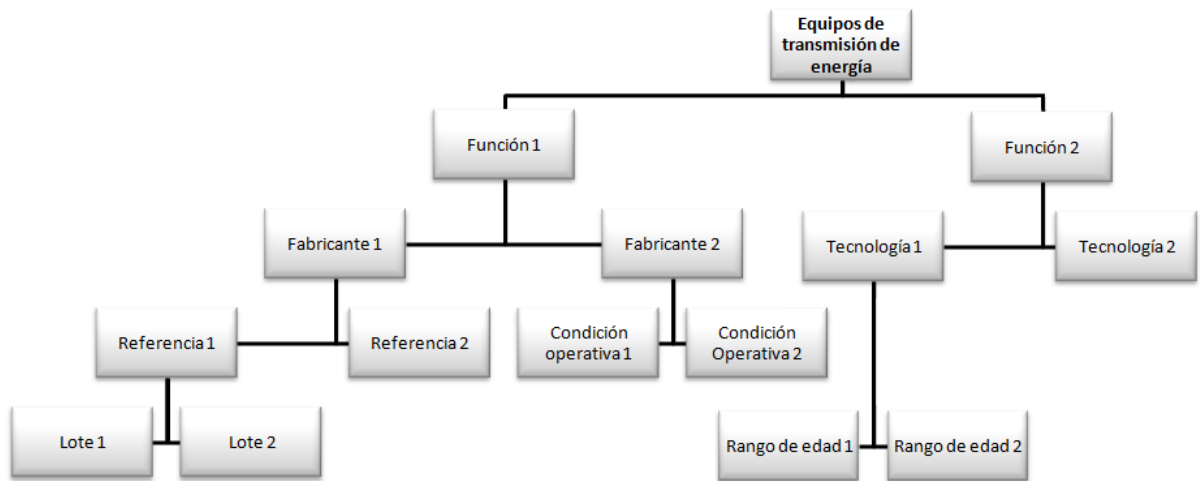 Equipos de
transmisión de
energía
Función 1
Función 2
Fabricante 1
Fabricante 2
Tecnología 1
Tecnología 2
Referencia 1
Referencia 2
Condición
operativa 1
Condición
Operativa 2
Lote 1
Lote 2
Rango de edad 1
Rango de edad 2